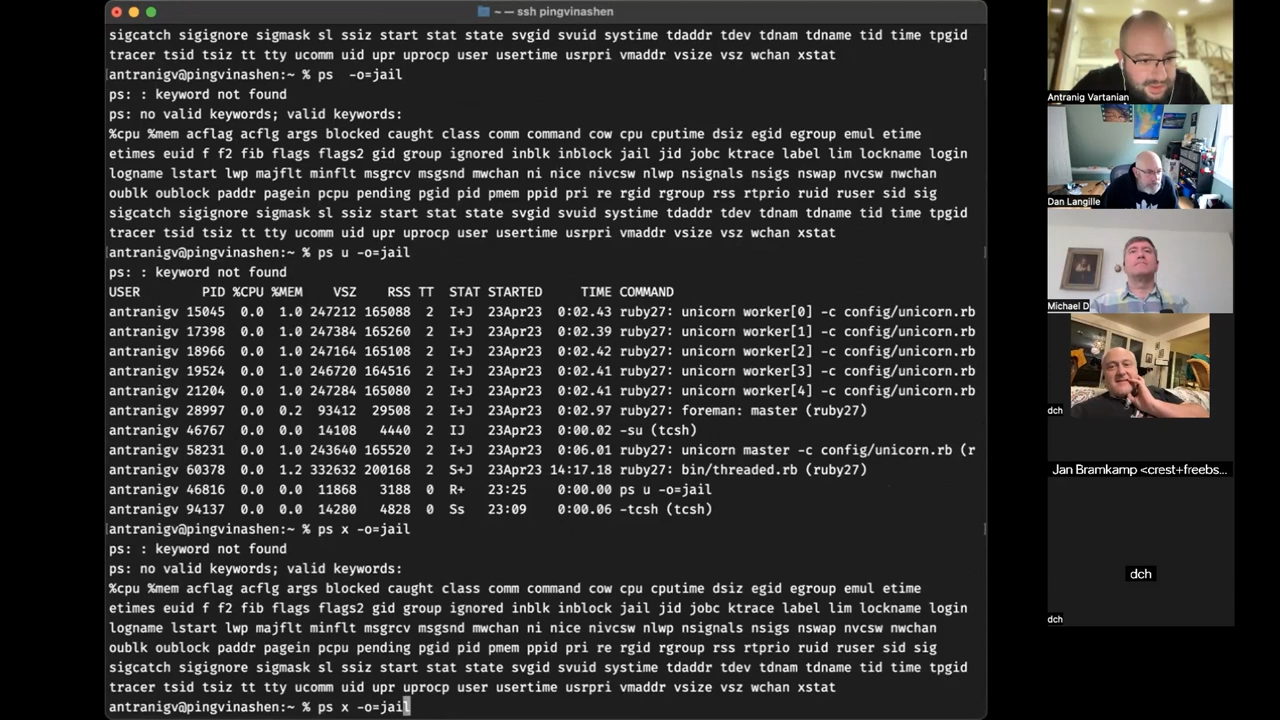 ~ — ssh pingvinashen
sigcatch sigignore sigmask sl ssiz start stat state svgid svuid systime tdaddr tdev tdnam tdname tid time tpgid
tracer tsid tsiz tt tty ucomm uid upr uprocp user usertime usrpri vmaddr vsize vsz wchan xstat
antranigv@pingvinashen:~ % ps  -o=jail
ps: : keyword not found
ps: no valid keywords; valid keywords:
%cpu %mem acflag acflg args blocked caught class comm command cow cpu cputime dsiz egid egroup emul etime
etimes euid f f2 fib flags flags2 gid group ignored inblk inblock jail jid jobc ktrace label lim lockname login
logname lstart lwp majflt minflt msgrcv msgsnd mwchan ni nice nivcsw nlwp nsignals nsigs nswap nvcsw nwchan
oublk oublock paddr pagein pcpu pending pgid pid pmem ppid pri re rgid rgroup rss rtprio ruid ruser sid sig
sigcatch sigignore sigmask sl ssiz start stat state svgid svuid systime tdaddr tdev tdnam tdname tid time tpgid
tracer tsid tsiz tt tty ucomm uid upr uprocp user usertime usrpri vmaddr vsize vsz wchan xstat
antranigv@pingvinashen:~ % ps u -o=jail
ps: : keyword not found
USER PID %CPU %MEM VSZ RSS TT STAT STARTED TIME COMMAND
antranigv 15045 0.0 1.0 247212 165088 2 I+J 23Apr23 0:02.43 ruby27: unicorn worker[0] -c config/unicorn.rb
antranigv 17398 0.0 1.0 247384 165260 2 I+J 23Apr23 0:02.39 ruby27: unicorn worker[1] -c config/unicorn.rb
antranigv 18966 0.0 1.0 247164 165108 2 I+J 23Apr23 0:02.42 ruby27: unicorn worker[2] -c config/unicorn.rb
antranigv 19524 0.0 1.0 246720 164516 2 I+J 23Apr23 0:02.41 ruby27: unicorn worker[3] -c config/unicorn.rb
antranigv 21204 0.0 1.0 247284 165080 2 I+J 23Apr23 0:02.41 ruby27: unicorn worker[4] -c config/unicorn.rb
antranigv 28997 0.0 0.2 93412 29508 2 I+J 23Apr23 0:02.97 ruby27: foreman: master (ruby27)
antranigv 46767 0.0 0.0 14108 4440 2 IJ 23Apr23 0:00.02 -su (tcsh)
antranigv 58231 0.0 1.0 243640 165520 2 I+J 23Apr23 0:06.01 ruby27: unicorn master -c config/unicorn.rb (r
antranigv 60378 0.0 1.2 332632 200168 2 S+J 23Apr23 14:17.18 ruby27: bin/threaded.rb (ruby27)
antranigv 46816 0.0 0.0 11868 3188 0 R+ 23:25 0:00.00 ps u -o=jail
antranigv 94137 0.0 0.0 14280 4828 0 Ss 23:09 0:00.06 -tcsh (tcsh)
antranigv@pingvinashen:~ % ps x -o=jail
ps: : keyword not found
ps: no valid keywords; valid keywords:
%cpu %mem acflag acflg args blocked caught class comm command cow cpu cputime dsiz egid egroup emul etime
etimes euid f f2 fib flags flags2 gid group ignored inblk inblock jail jid jobc ktrace label lim lockname login
logname lstart lwp majflt minflt msgrcv msgsnd mwchan ni nice nivcsw nlwp nsignals nsigs nswap nvcsw nwchan
oublk oublock paddr pagein pcpu pending pgid pid pmem ppid pri re rgid rgroup rss rtprio ruid ruser sid sig
sigcatch sigignore sigmask sl ssiz start stat state svgid svuid systime tdaddr tdev tdnam tdname tid time tpgid
tracer tsid tsiz tt tty ucomm uid upr uprocp user usertime usrpri vmaddr vsize vsz wchan xstat
antranigv@pingvinashen:~ % ps x -o=jail
Antranig Vartanian
Dan Langille
Michael D
dch
Jan Bramkamp <crest+freebs...
dch
dch